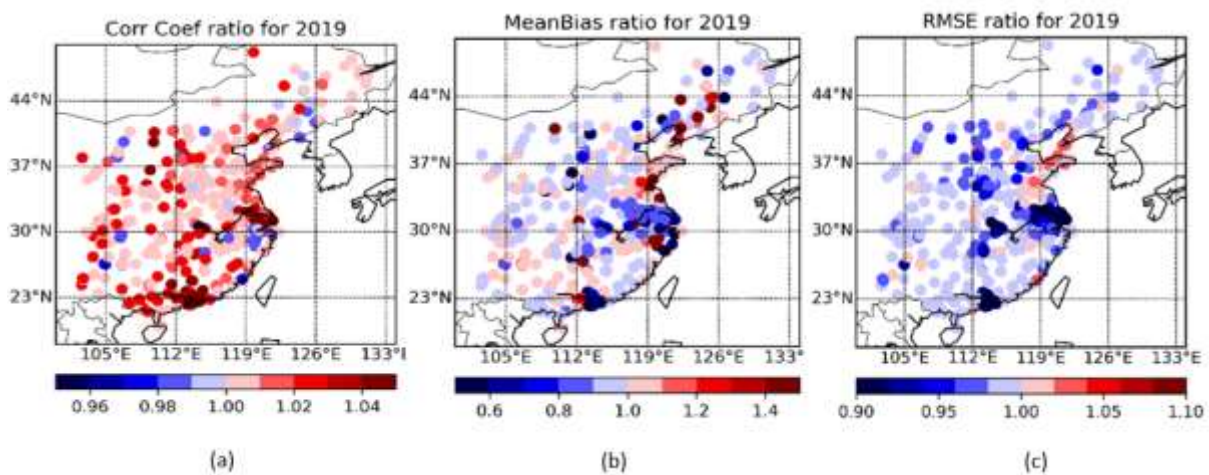 Corr Coef ratio for 2019
44°N
37°N
30°N
23°N
105°E 112°E 119°E 126°E 133°I
0.96 0.98 1.00 1.02 1.04
(a)
MeanBias ratio for 2019
44°N
37°N
30°N
23°N
105°E 112°E 119°E 126°E 133°
0.6 0.8 1.0 1.2 1.4
(b)
RMSE ratio for 2019
44°N
37°N
30°N
23°N
105°E 112°E 119°E 126°E 133°E
0.90 0.95 1.00 1.05 1.10
(c)